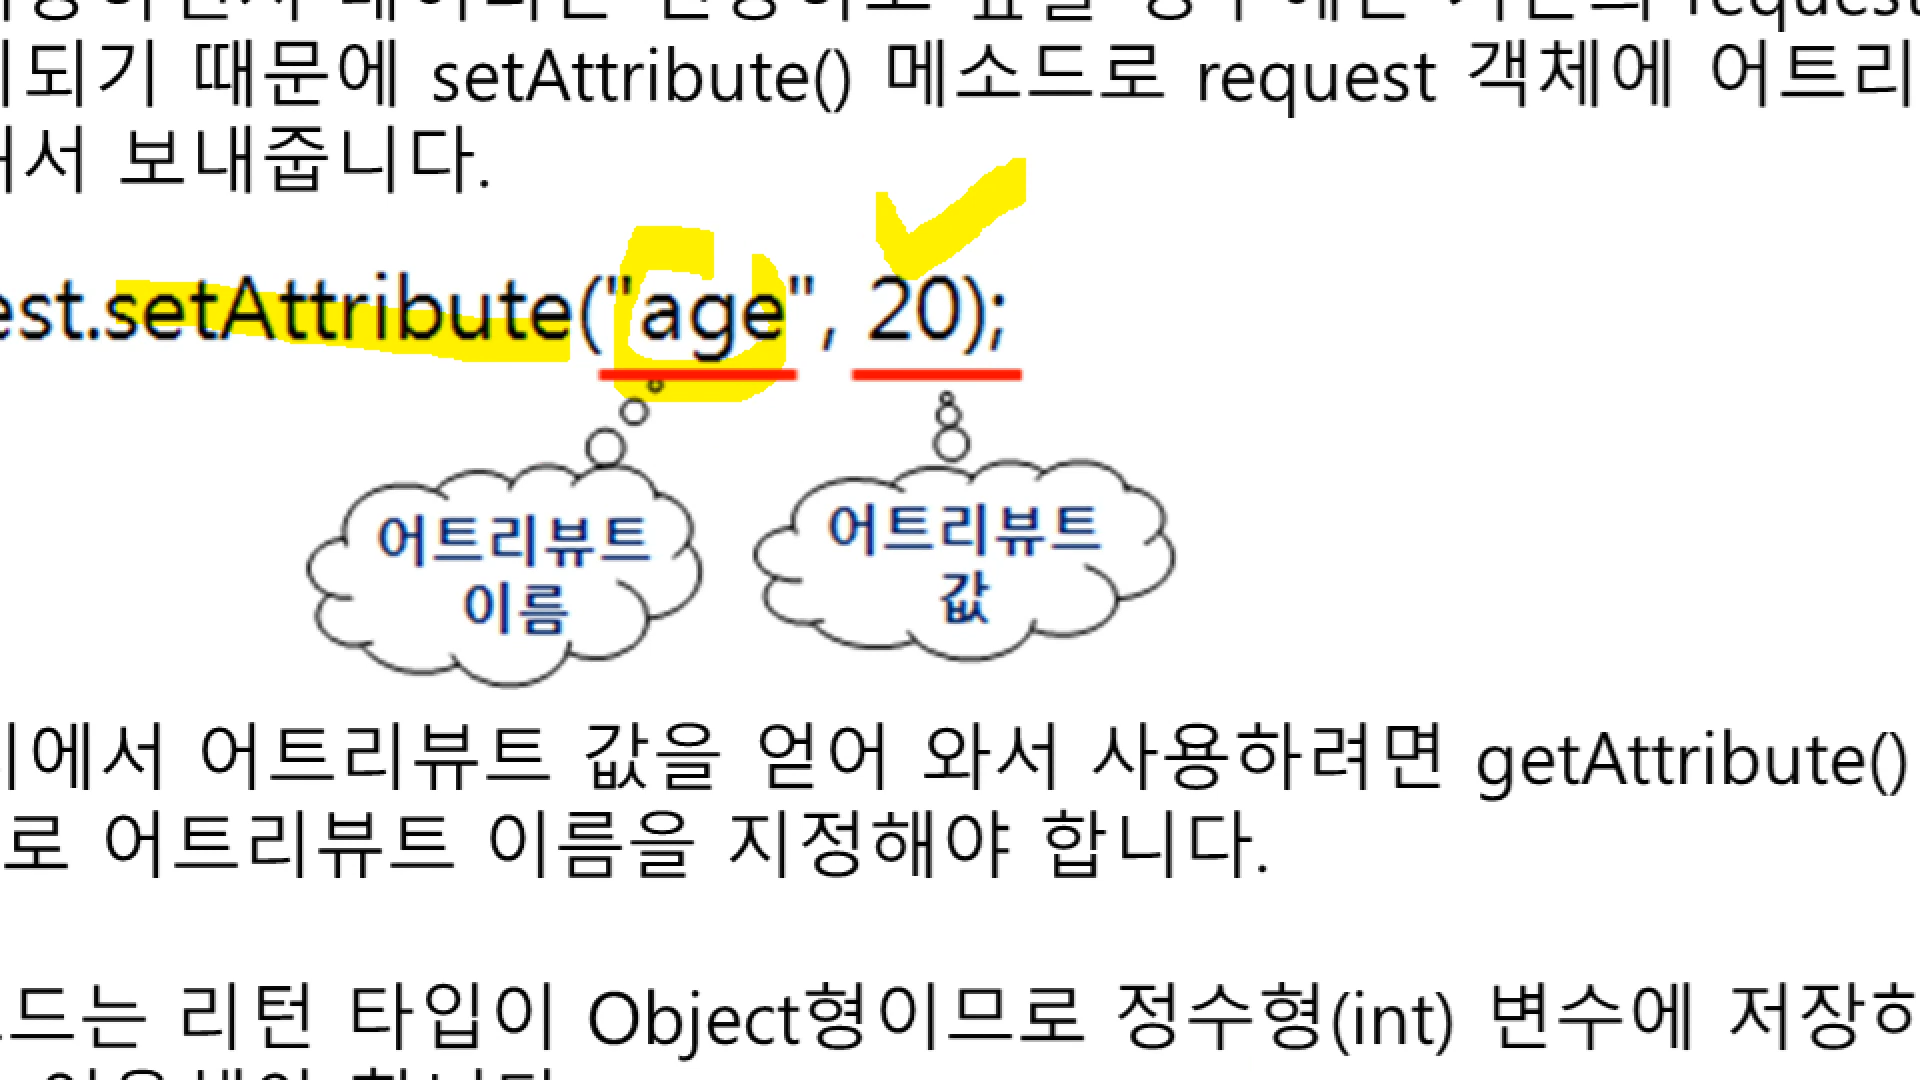 request
되기 때문에 setAttribute() 메소드로 request 객체에 어트리
서 보내줍니다.
est.setAttribute("age", 20);
어트리뷰트
이름
어트리뷰트
값
에서 어트리뷰트 값을 얻어 와서 사용하려면 getAttribute()
로 어트리뷰트 이름을 지정해야 합니다.
드는 리턴 타입이 Object형이므로 정수형(int) 변수에 저장하